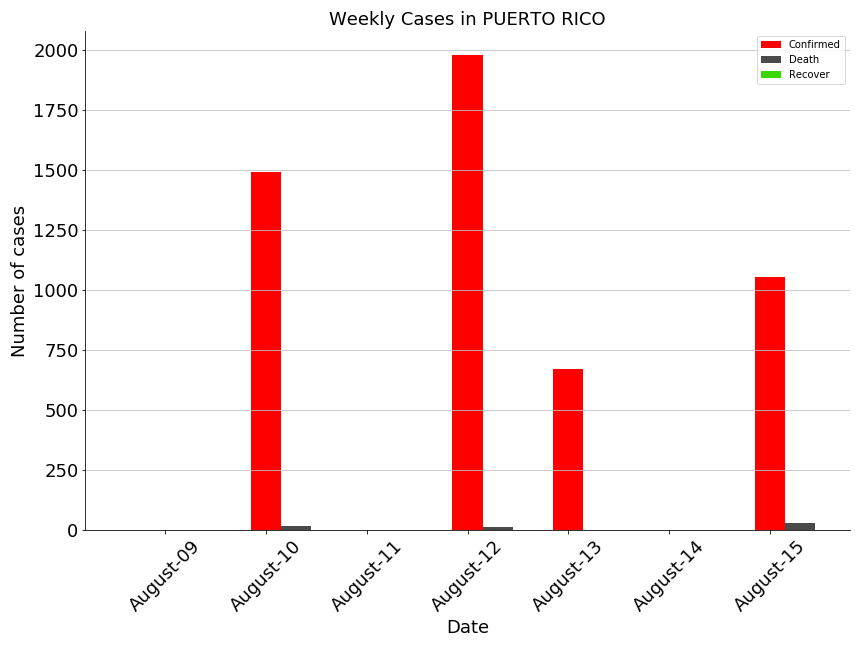 Weekly Cases in PUERTO RICO
Confirmed
Death
Recover
Number of cases
2000
1750
1500
1250
1000
750
500
250
0
August-09
August-10
August-11
August-12
August-13
August-14
August-15
Date